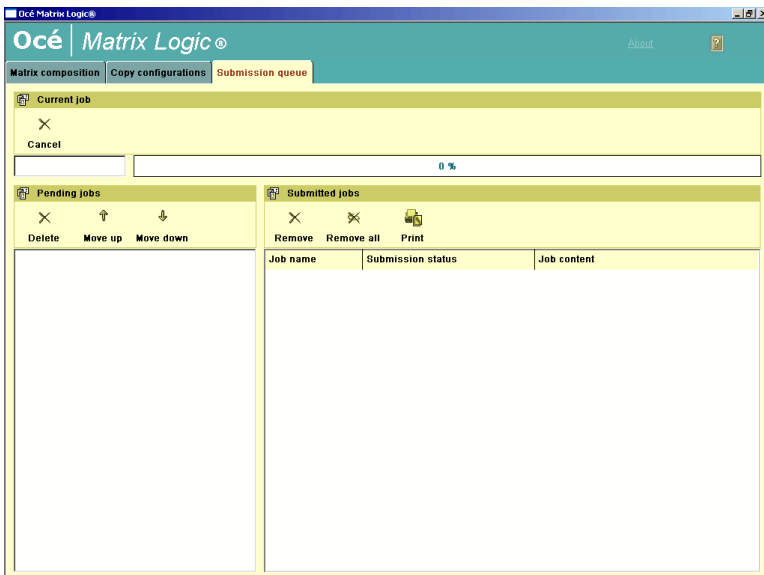 Océ Matrix Logic®
Océ | Matrix Logic ®
About
?
Matrix composition Copy configurations Submission queue
Current job
Cancel
0 %
Pending jobs
Delete Move up Move down
Submitted jobs
Remove Remove all Print
Job name Submission status Job content